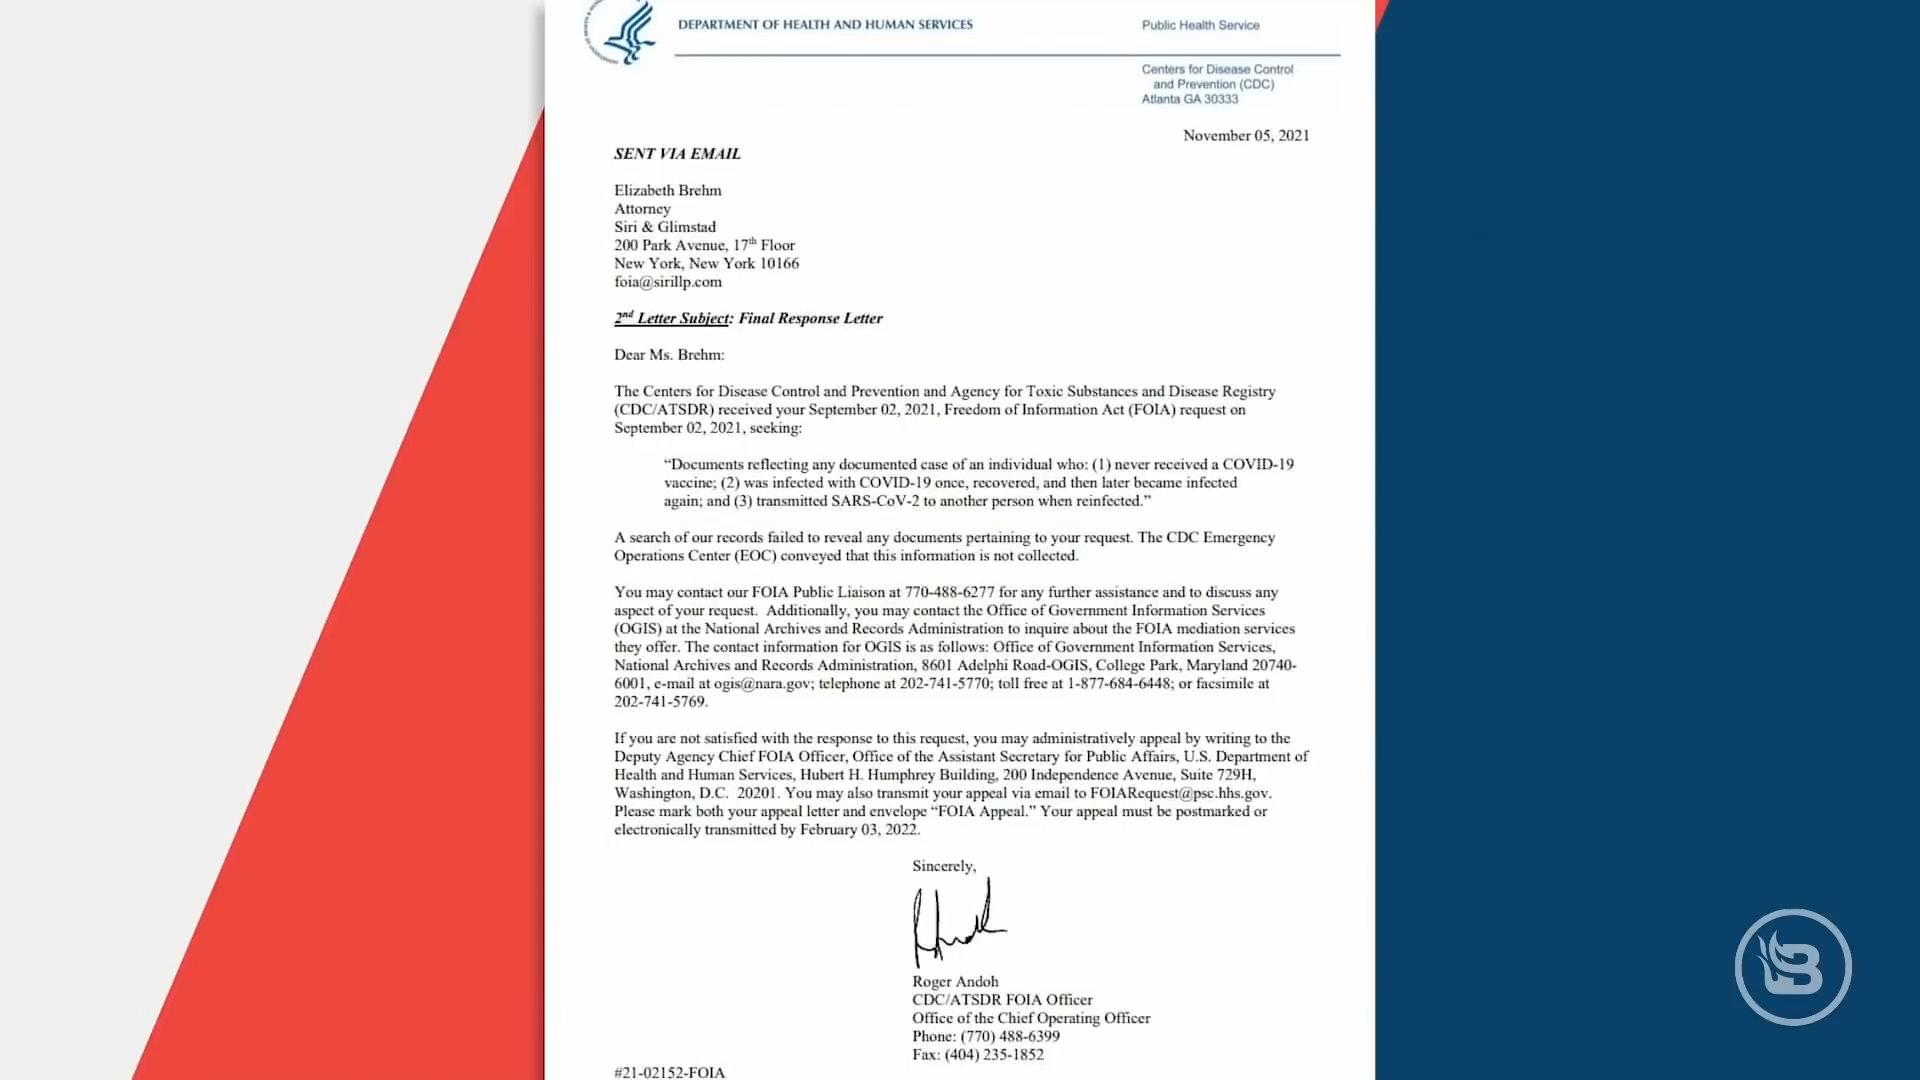 DEPARTMENT OF HEALTH AND HUMAN SERVICES
Public Health Service
Centers for Disease Control
and Prevention (CDC)
Atlanta GA 30333
November 05, 2021
SENT VIA EMAIL
Elizabeth Brehm
Attorney
Siri & Glimstad
200 Park Avenue, 17th Floor
New York, New York 10166
foia@sirillp.com
2nd Letter Subject: Final Response Letter
Dear Ms. Brehm:
The Centers for Disease Control and Prevention and Agency for Toxic Substances and Disease Registry
(CDC/ATSDR) received your September 02, 2021, Freedom of Information Act (FOIA) request on
September 02, 2021, seeking:
“Documents reflecting any documented case of an individual who: (1) never received a COVID-19
vaccine; (2) was infected with COVID-19 once, recovered, and then later became infected
again; and (3) transmitted SARS-CoV-2 to another person when reinfected.”
A search of our records failed to reveal any documents pertaining to your request. The CDC Emergency
Operations Center (EOC) conveyed that this information is not collected.
You may contact our FOIA Public Liaison at 770-488-6277 for any further assistance and to discuss any
aspect of your request.  Additionally, you may contact the Office of Government Information Services
(OGIS) at the National Archives and Records Administration to inquire about the FOIA mediation services
they offer. The contact information for OGIS is as follows: Office of Government Information Services,
National Archives and Records Administration, 8601 Adelphi Road-OGIS, College Park, Maryland 20740-
6001, e-mail at ogis@nara.gov; telephone at 202-741-5770; toll free at 1-877-684-6448; or facsimile at
202-741-5769.
If you are not satisfied with the response to this request, you may administratively appeal by writing to the
Deputy Agency Chief FOIA Officer, Office of the Assistant Secretary for Public Affairs, U.S. Department of
Health and Human Services, Hubert H. Humphrey Building, 200 Independence Avenue, Suite 729H,
Washington, D.C.  20201. You may also transmit your appeal via email to FOIARequest@psc.hhs.gov.
Please mark both your appeal letter and envelope “FOIA Appeal.” Your appeal must be postmarked or
electronically transmitted by February 03, 2022.
Sincerely,
Roger Andoh
CDC/ATSDR FOIA Officer
Office of the Chief Operating Officer
Phone: (770) 488-6399
Fax: (404) 235-1852
#21-02152-FOIA
B